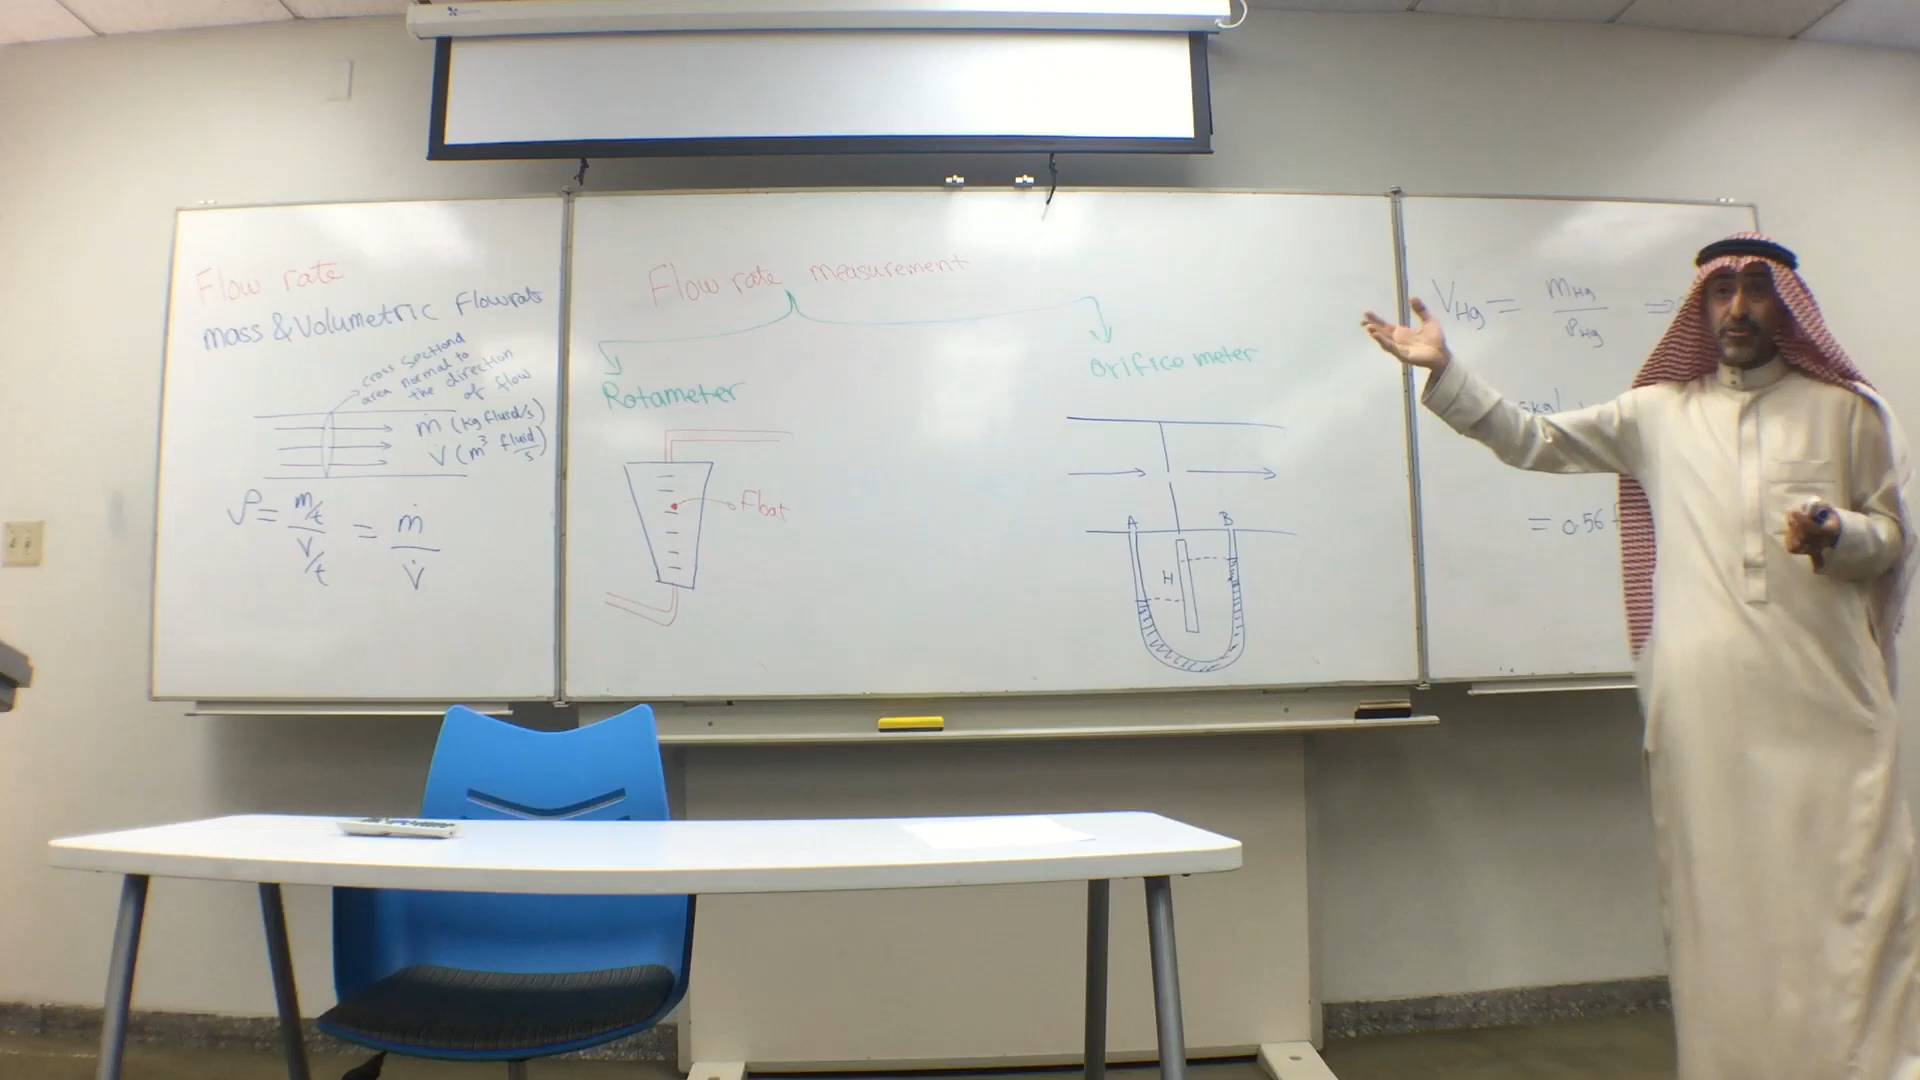 Flow rate
Mass & Volumetric Flowrate
cross sectional
area normal to
the direction
of flow
ṁ (kg fluid/s)
V̇ (m³ fluid/s)
ρ = m/t / V/t = ṁ / V̇
Flow rate measurement
Rotameter
Float
orifice meter
A B
H
V_Hg = m_Hg / ρ_Hg ⇒
= 0.56 f